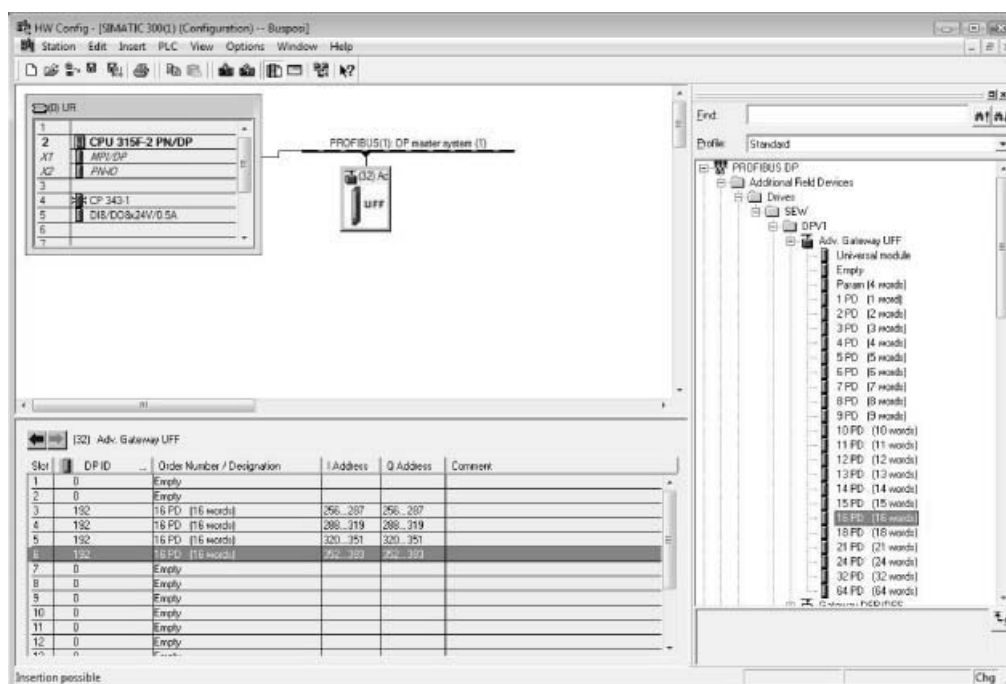 HW Config - [SIMATIC 300(1) (Configuration) -- Busposi]
Station Edit Insert PLC View Options Window Help
(0) UR
1
2 CPU 315F-2 PN/DP
X1 MPI/DP
X2 PN-IO
3
4 CP 343-1
5 DI8/DO8x24V/0.5A
6
7
PROFIBUS(1): DP master system (1)
(32) Ac
UFF
Find:
Profile: Standard
PROFIBUS DP
Additional Field Devices
Drives
SEW
DPV1
Adv. Gateway UFF
Universal module
Empty
Param (4 words)
1 PD (1 word)
2 PD (2 words)
3 PD (3 words)
4 PD (4 words)
5 PD (5 words)
6 PD (6 words)
7 PD (7 words)
8 PD (8 words)
9 PD (9 words)
10 PD (10 words)
11 PD (11 words)
12 PD (12 words)
13 PD (13 words)
14 PD (14 words)
15 PD (15 words)
16 PD (16 words)
18 PD (18 words)
21 PD (21 words)
24 PD (24 words)
32 PD (32 words)
64 PD (64 words)
Gateway
(32) Adv. Gateway UFF
Slot DP ID ... Order Number / Designation I Address Q Address Comment
1 0 Empty
2 0 Empty
3 192 16 PD (16 words) 256...287 256...287
4 192 16 PD (16 words) 288...319 288...319
5 192 16 PD (16 words) 320...351 320...351
6 192 16 PD (16 words) 352...383 352...383
7 0 Empty
8 0 Empty
9 0 Empty
10 0 Empty
11 0 Empty
12 0 Empty
Insertion possible
Chg